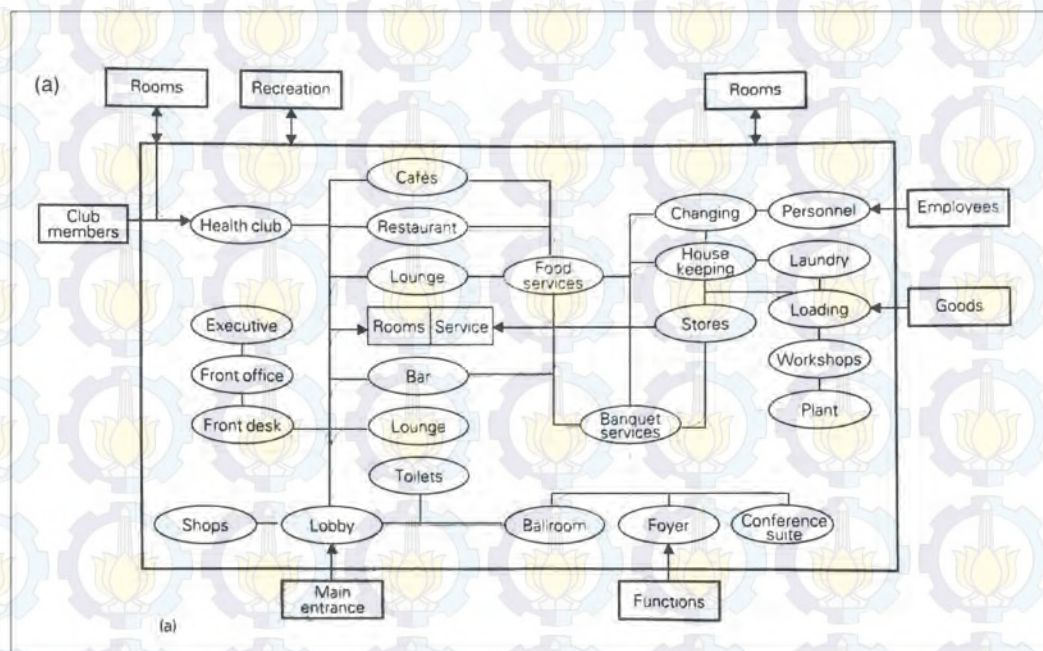 (a)
Rooms
Recreation
Rooms
Cafés
Club
members
Health club
Restaurant
Changing
Personnel
Employees
Lounge
Food
services
House
keeping
Laundry
Executive
Rooms
Service
Stores
Loading
Goods
Front office
Bar
Workshops
Front desk
Lounge
Banquet
services
Plant
Toilets
Shops
Lobby
Ballroom
Foyer
Conference
suite
Main
entrance
Functions
(a)